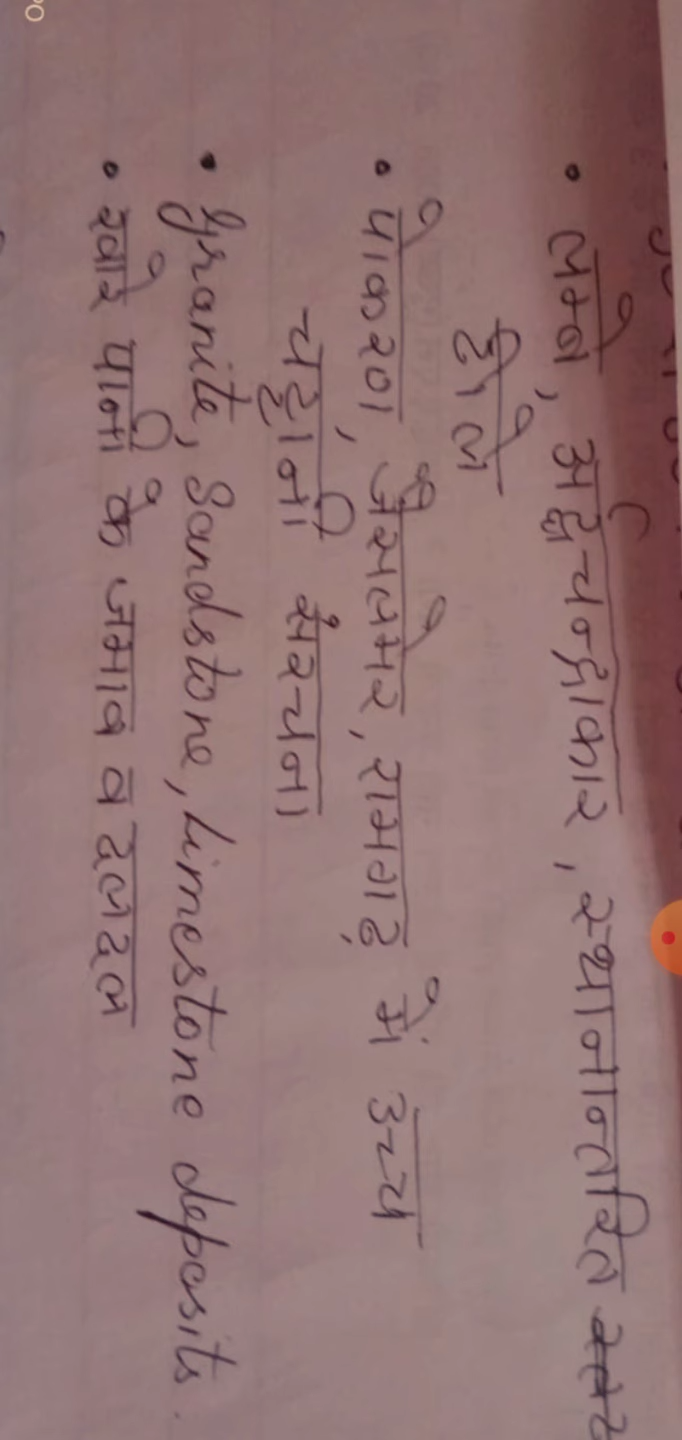 • लम्बे, अर्द्धचन्द्राकार, स्थानान्तरित
टीले
• पोकरण, जैसलमेर, रामगढ़ में उच्च
चट्टानी संरचना
• Granite, Sandstone, Limestone deposits.
• खारे पानी के जमाव व दलदल